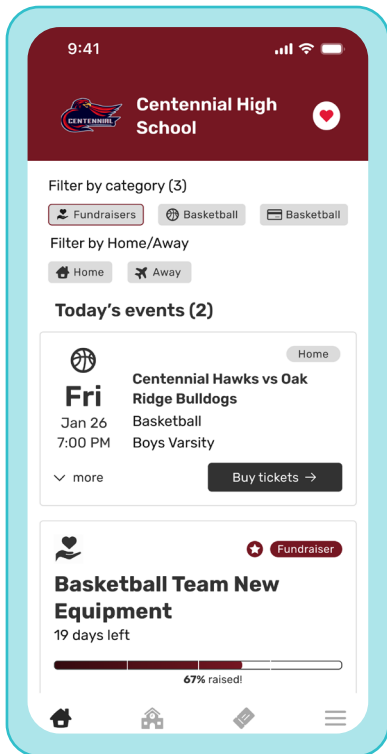 9:41
CENTENNIAL
Centennial High
School
Filter by category (3)
Fundraisers
Basketball
Basketball
Filter by Home/Away
Home
Away
Today's events (2)
Home
Fri
Jan 26
7:00 PM
Centennial Hawks vs Oak
Ridge Bulldogs
Basketball
Boys Varsity
more
Buy tickets →
Fundraiser
Basketball Team New
Equipment
19 days left
67% raised!